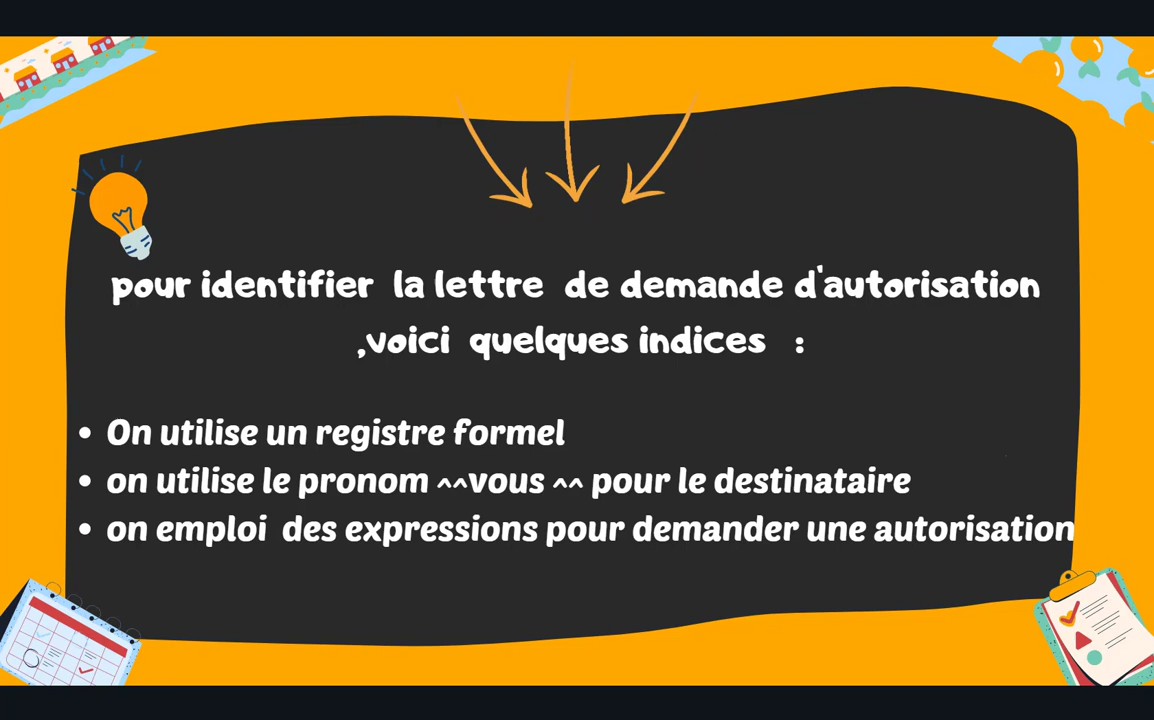 pour identifier la lettre de demande d'autorisation
,voici quelques indices :
• On utilise un registre formel
• on utilise le pronom ^^vous ^^ pour le destinataire
• on emploi des expressions pour demander une autorisation